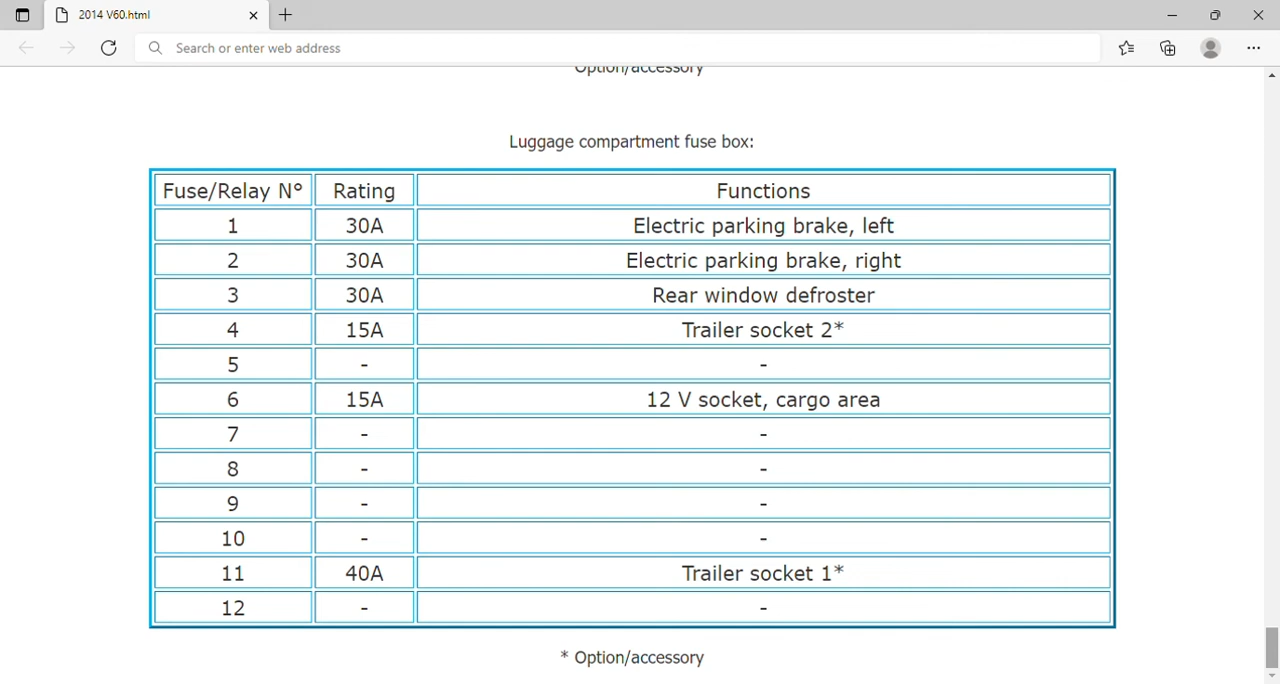 2014 V60.html
Search or enter web address
Option/accessory
Luggage compartment fuse box:
Fuse/Relay N° Rating Functions
1 30A Electric parking brake, left
2 30A Electric parking brake, right
3 30A Rear window defroster
4 15A Trailer socket 2*
5 - -
6 15A 12 V socket, cargo area
7 - -
8 - -
9 - -
10 - -
11 40A Trailer socket 1*
12 - -
* Option/accessory